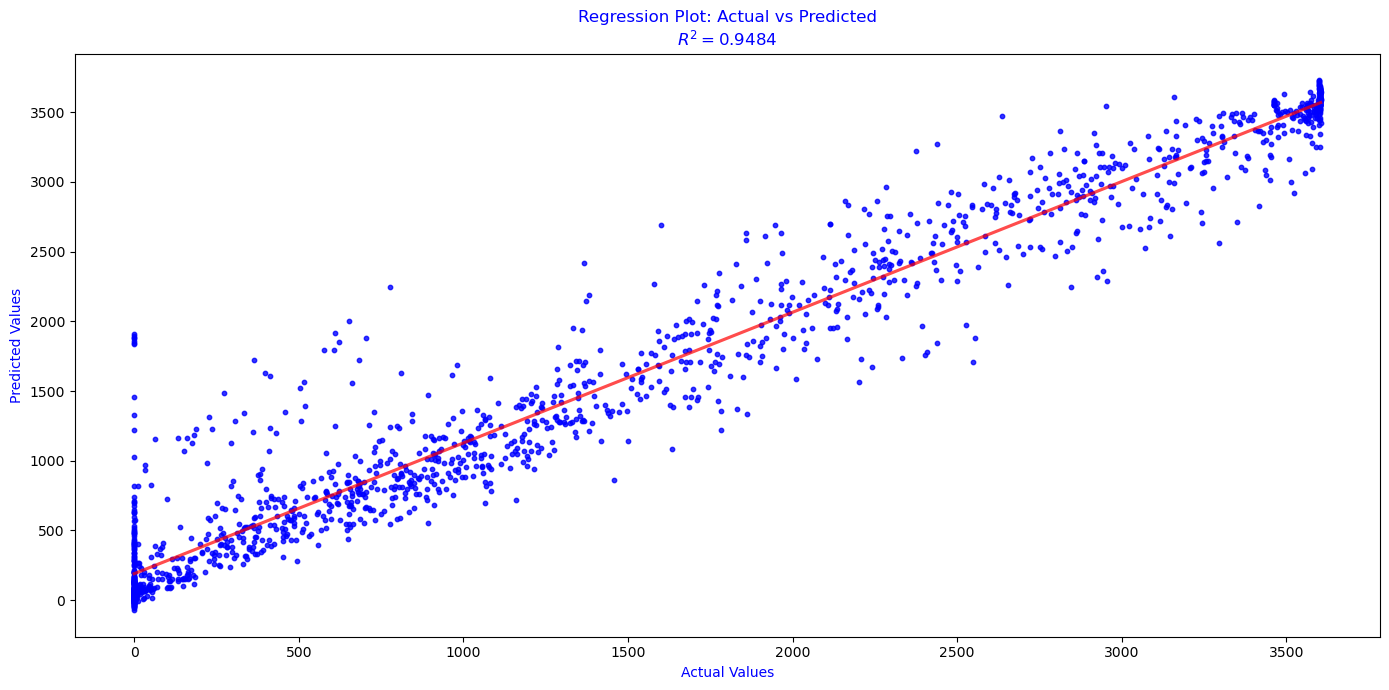 Regression Plot: Actual vs Predicted
R² = 0.9484
3500
3000
2500
2000
1500
1000
500
0
Predicted Values
0 500 1000 1500 2000 2500 3000 3500
Actual Values